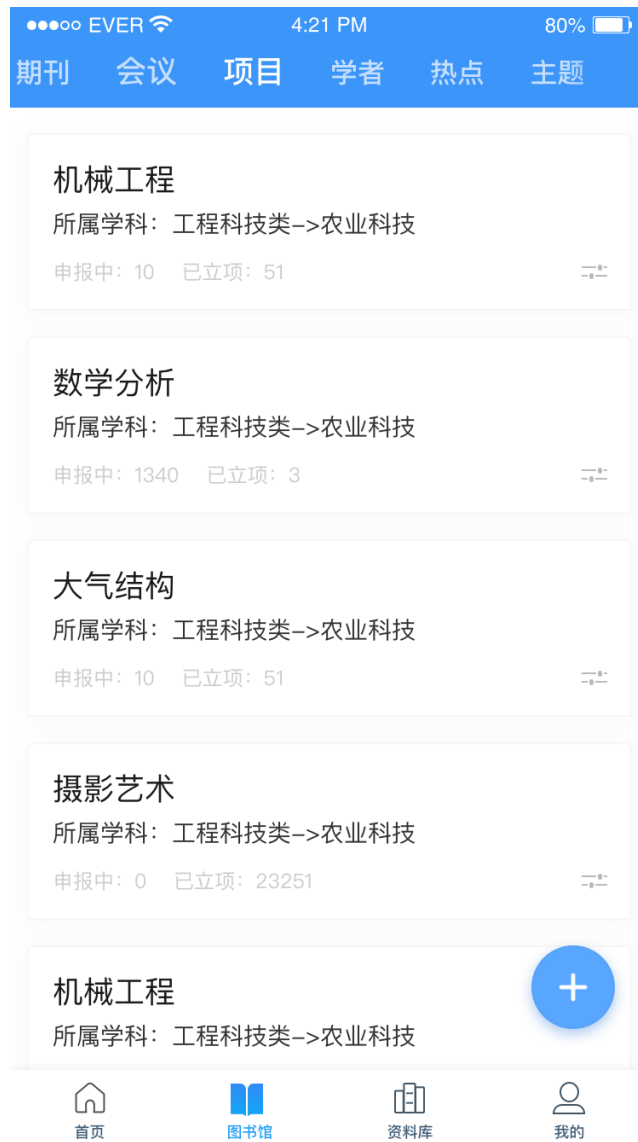 EVER 4:21 PM 80%
期刊 会议 项目 学者 热点 主题
机械工程
所属学科：工程科技类->农业科技
申报中：10 已立项：51
数学分析
所属学科：工程科技类->农业科技
申报中：1340 已立项：3
大气结构
所属学科：工程科技类->农业科技
申报中：10 已立项：51
摄影艺术
所属学科：工程科技类->农业科技
申报中：0 已立项：23251
机械工程
所属学科：工程科技类->农业科技
首页 图书馆 资料库 我的